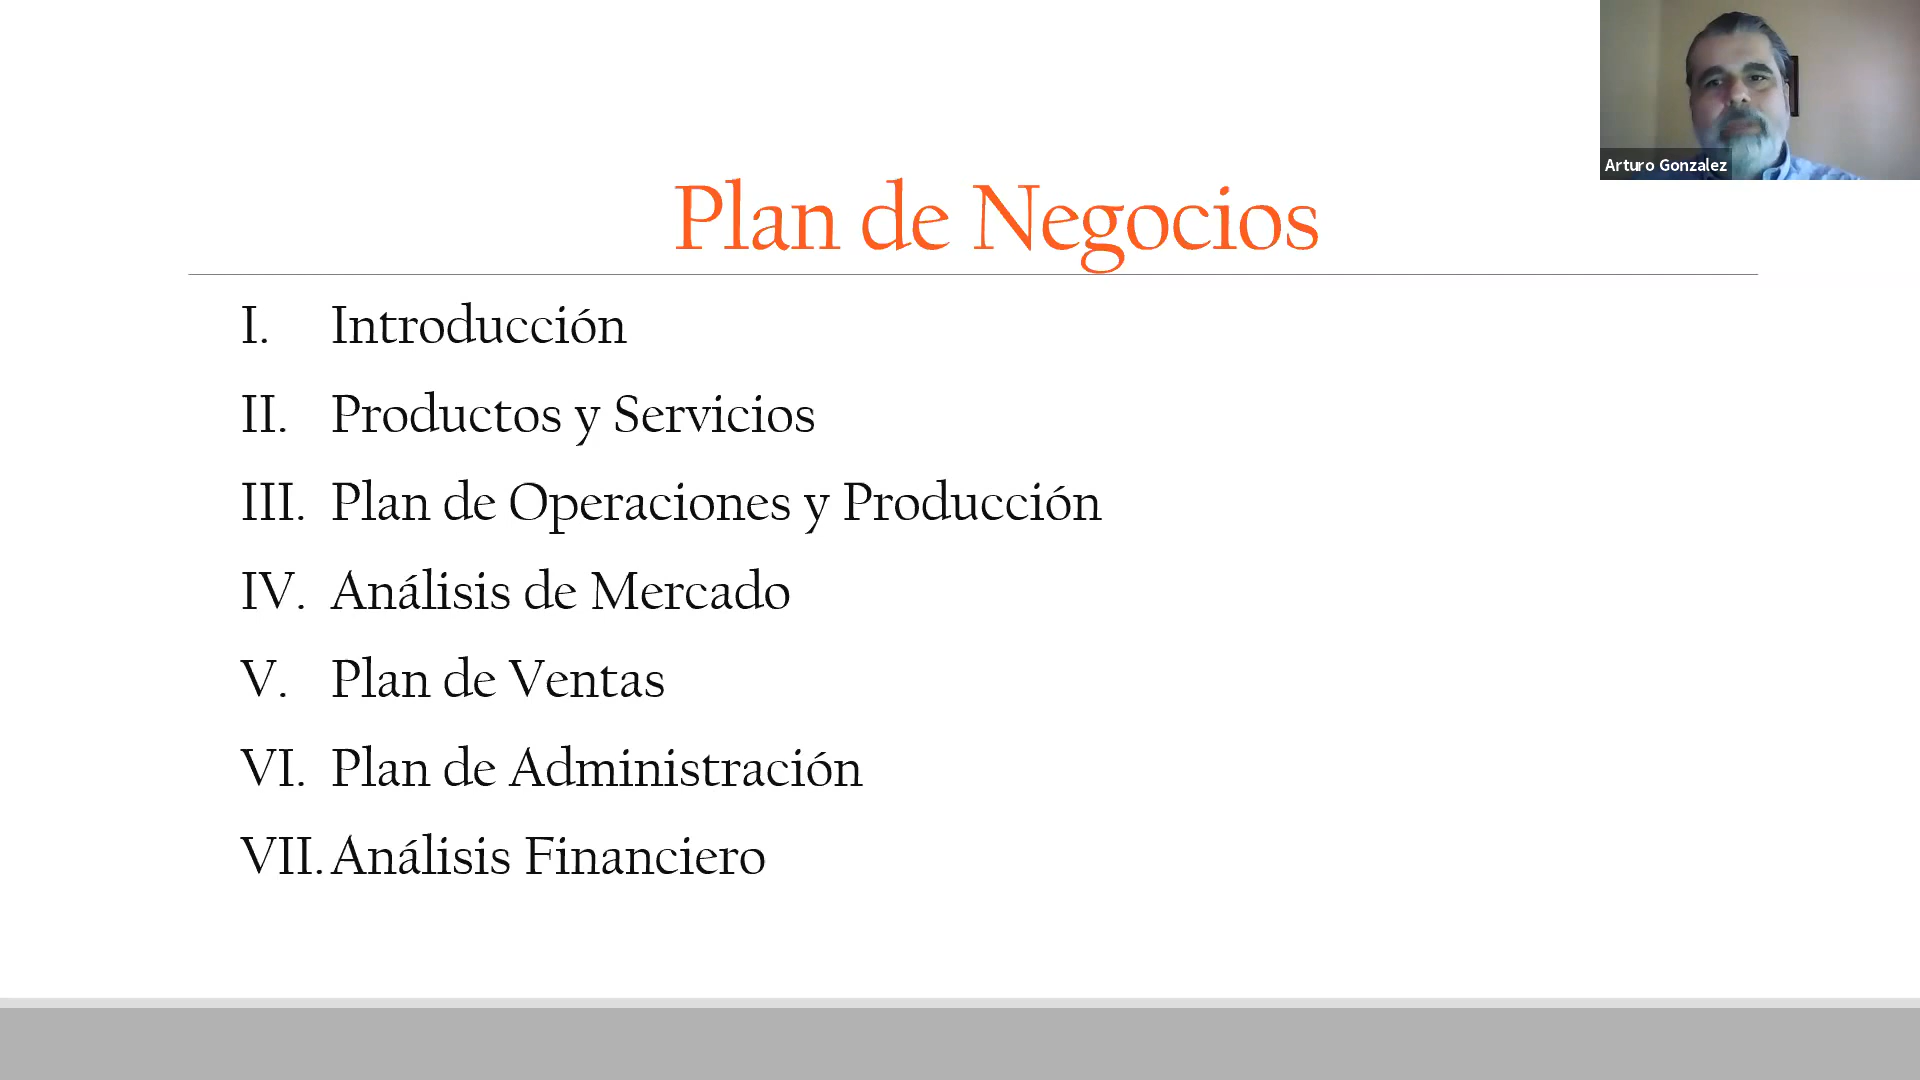 Arturo Gonzalez
Plan de Negocios
I. Introducción
II. Productos y Servicios
III. Plan de Operaciones y Producción
IV. Análisis de Mercado
V. Plan de Ventas
VI. Plan de Administración
VII. Análisis Financiero